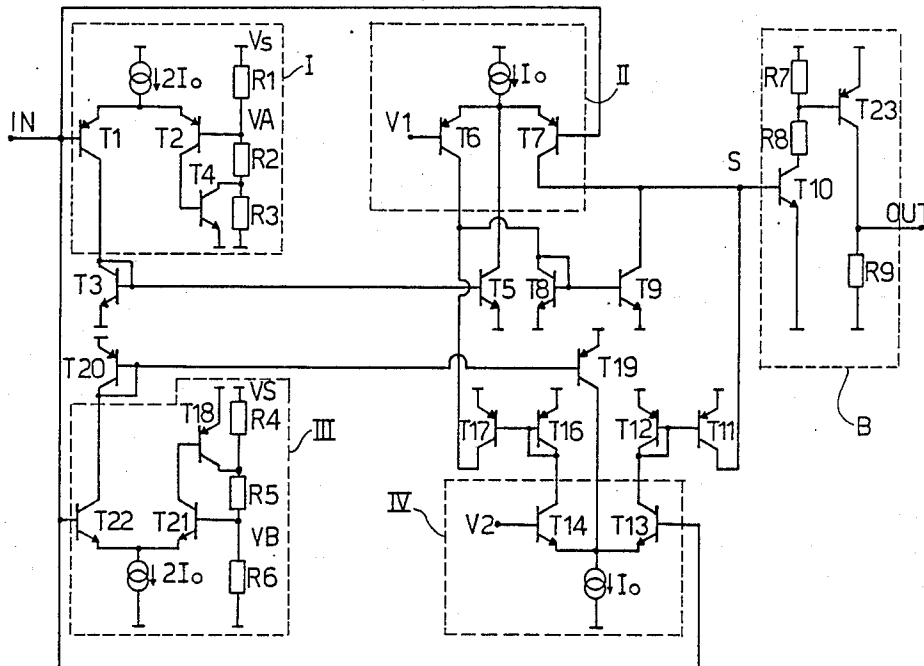 Vs
I
2Io
R1
IN
VA
T1
T2
R2
T4
R3
T3
Io
II
V1
T6
T7
S
T5
T8
T9
R7
T23
R8
T10
OUT
R9
B
T20
T19
T18
VS
R4
III
R5
T22
T21
VB
2Io
R6
T17
T16
T12
T11
IV
V2
T14
T13
Io